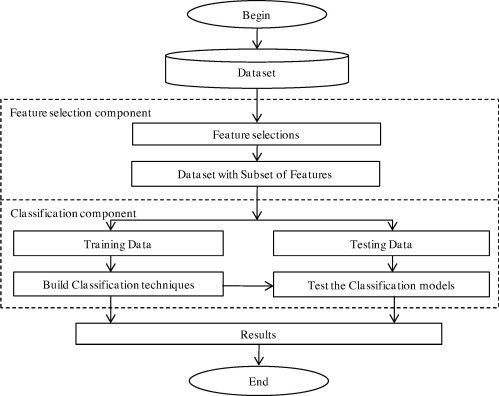 Begin
Dataset
Feature selection component
Feature selections
Dataset with Subset of Features
Classification component
Training Data
Testing Data
Build Classification techniques
Test the Classification models
Results
End